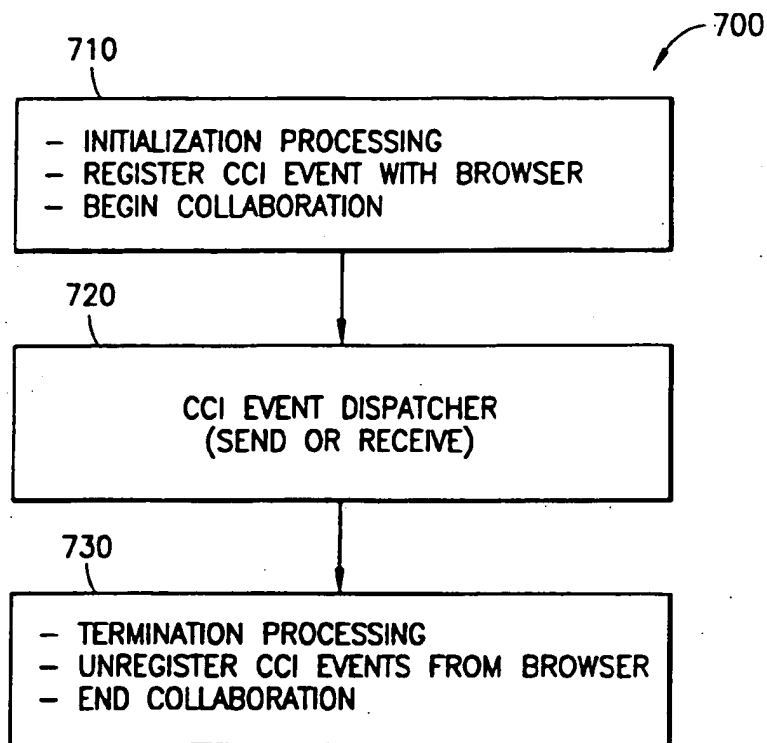 700
710
- INITIALIZATION PROCESSING
- REGISTER CCI EVENT WITH BROWSER
- BEGIN COLLABORATION
720
CCI EVENT DISPATCHER
(SEND OR RECEIVE)
730
- TERMINATION PROCESSING
- UNREGISTER CCI EVENTS FROM BROWSER
- END COLLABORATION